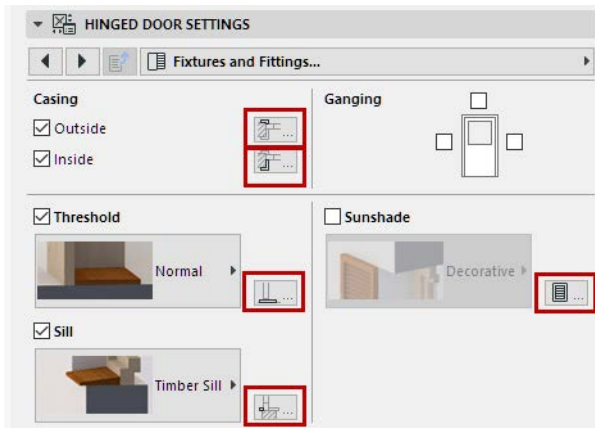 HINGED DOOR SETTINGS
Fixtures and Fittings...
Casing
Outside
...
Inside
...
Ganging
Threshold
Normal
...
Sill
Timber Sill
...
Sunshade
Decorative
...